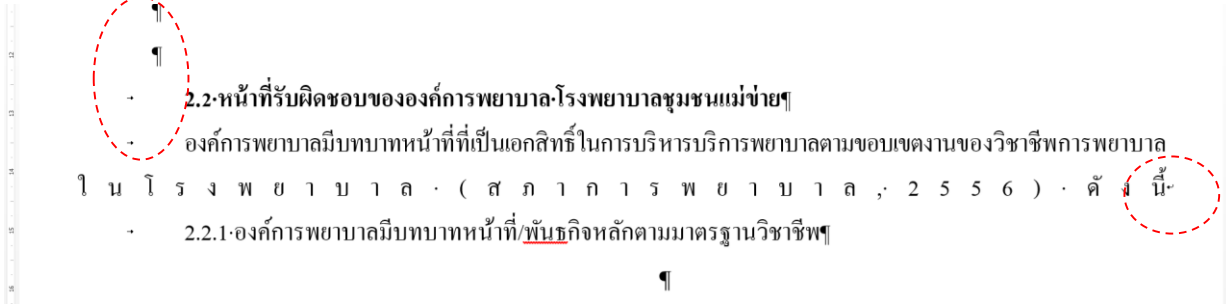 ¶
¶
→ 2.2·หน้าที่รับผิดชอบขององค์การพยาบาล·โรงพยาบาลชุมชนแม่ข่าย¶
→ องค์การพยาบาลมีบทบาทหน้าที่ที่เป็นเอกสิทธิ์ในการบริหารบริการพยาบาลตามขอบเขตงานของวิชาชีพการพยาบาล
ในโรงพยาบาล·(สภาการพยาบาล,·2556)·ดังนี้
→ 2.2.1·องค์การพยาบาลมีบทบาทหน้าที่/พันธกิจหลักตามมาตรฐานวิชาชีพ¶
¶